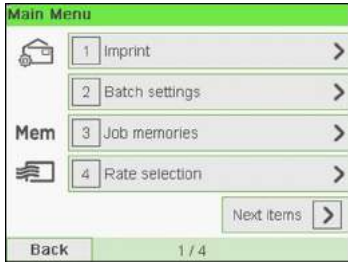 Main Menu
1 Imprint
2 Batch settings
Mem 3 Job memories
4 Rate selection
Next items
Back 1 / 4